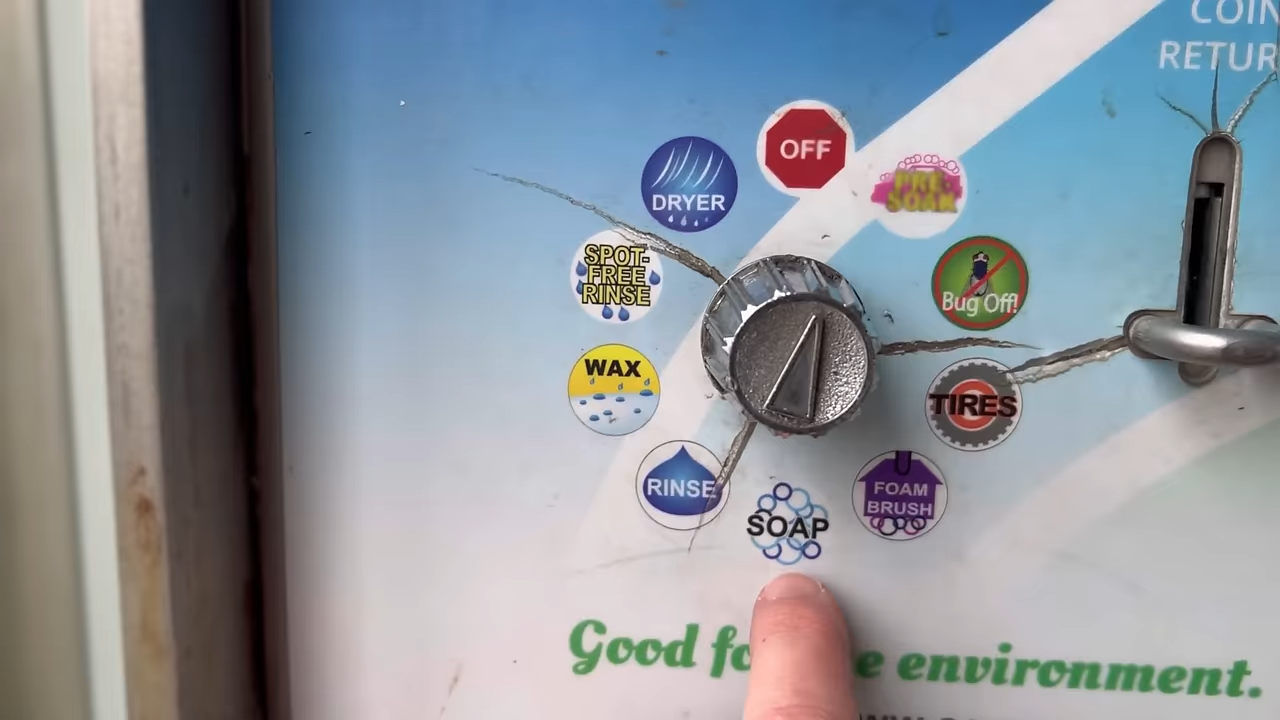 COIN
RETUR
OFF
DRYER
PRE-
SOAK
SPOT-
FREE
RINSE
Bug Off!
WAX
TIRES
RINSE
FOAM
BRUSH
SOAP
Good fo e environment.